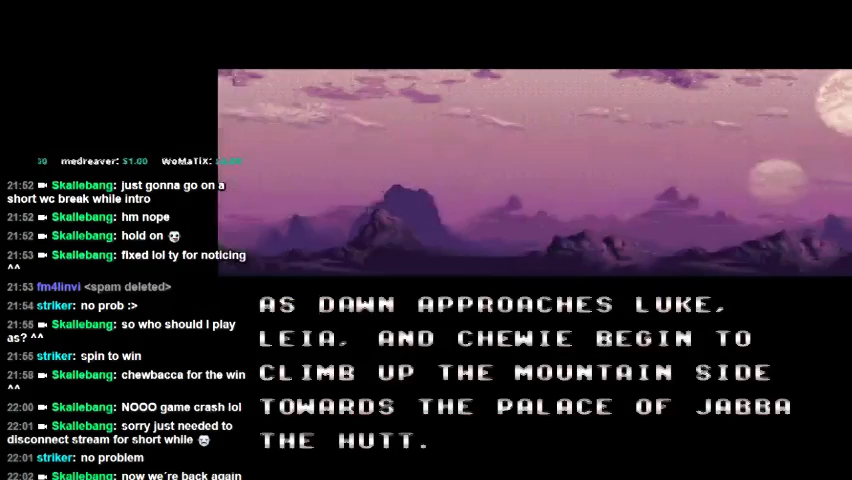 medreaver: $1.00 WoMaTiX:
21:52 Skallebang: just gonna go on a
short wc break while intro
21:52 Skallebang: hm nope
21:52 Skallebang: hold on
21:53 Skallebang: fixed lol ty for noticing
^^
21:53 fm4linvi <spam deleted>
21:54 striker: no prob :>
21:55 Skallebang: so who should I play
as? ^^
21:55 striker: spin to win
21:58 Skallebang: chewbacca for the win
^^
22:00 Skallebang: NOOO game crash lol
22:01 Skallebang: sorry just needed to
disconnect stream for short while
22:01 striker: no problem
22:02 Skallebang: now we´re back again
AS DAWN APPROACHES LUKE,
LEIA, AND CHEWIE BEGIN TO
CLIMB UP THE MOUNTAIN SIDE
TOWARDS THE PALACE OF JABBA
THE HUTT.